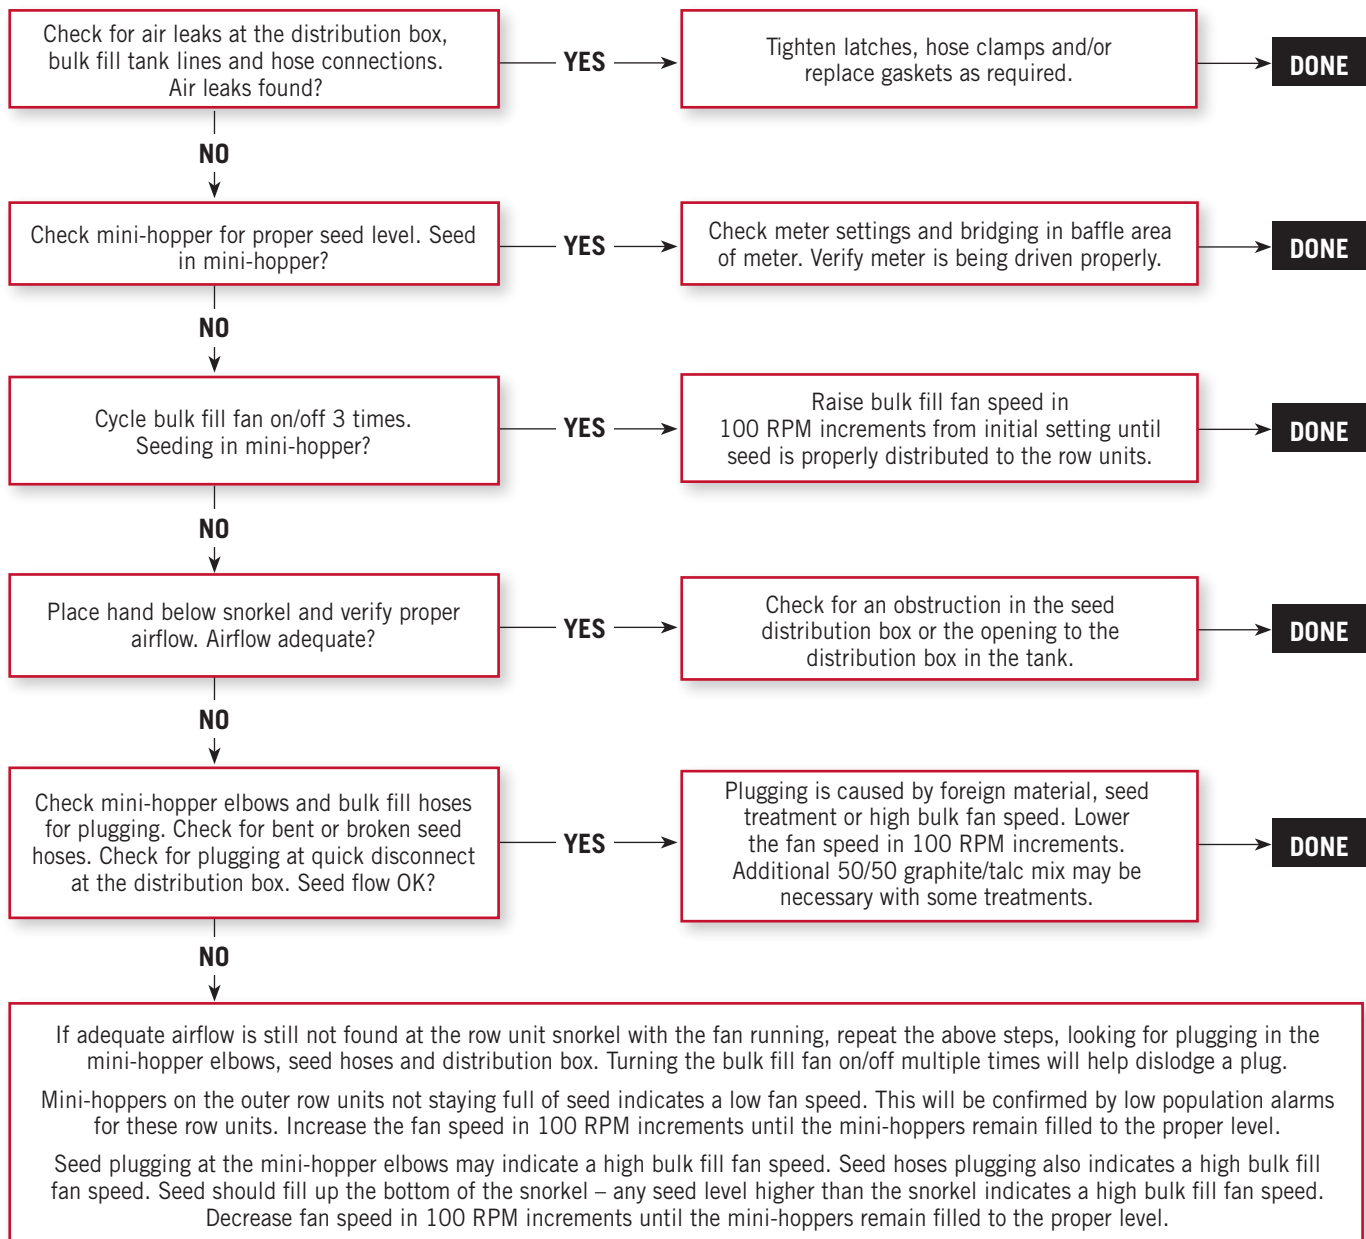 Check for air leaks at the distribution box,
bulk fill tank lines and hose connections.
Air leaks found?
YES
Tighten latches, hose clamps and/or
replace gaskets as required.
DONE
NO
Check mini-hopper for proper seed level. Seed
in mini-hopper?
YES
Check meter settings and bridging in baffle area
of meter. Verify meter is being driven properly.
DONE
NO
Cycle bulk fill fan on/off 3 times.
Seeding in mini-hopper?
YES
Raise bulk fill fan speed in
100 RPM increments from initial setting until
seed is properly distributed to the row units.
DONE
NO
Place hand below snorkel and verify proper
airflow. Airflow adequate?
YES
Check for an obstruction in the seed
distribution box or the opening to the
distribution box in the tank.
DONE
NO
Check mini-hopper elbows and bulk fill hoses
for plugging. Check for bent or broken seed
hoses. Check for plugging at quick disconnect
at the distribution box. Seed flow OK?
YES
Plugging is caused by foreign material, seed
treatment or high bulk fan speed. Lower
the fan speed in 100 RPM increments.
Additional 50/50 graphite/talc mix may be
necessary with some treatments.
DONE
NO
If adequate airflow is still not found at the row unit snorkel with the fan running, repeat the above steps, looking for plugging in the
mini-hopper elbows, seed hoses and distribution box. Turning the bulk fill fan on/off multiple times will help dislodge a plug.
Mini-hoppers on the outer row units not staying full of seed indicates a low fan speed. This will be confirmed by low population alarms
for these row units. Increase the fan speed in 100 RPM increments until the mini-hoppers remain filled to the proper level.
Seed plugging at the mini-hopper elbows may indicate a high bulk fill fan speed. Seed hoses plugging also indicates a high bulk fill
fan speed. Seed should fill up the bottom of the snorkel – any seed level higher than the snorkel indicates a high bulk fill fan speed.
Decrease fan speed in 100 RPM increments until the mini-hoppers remain filled to the proper level.